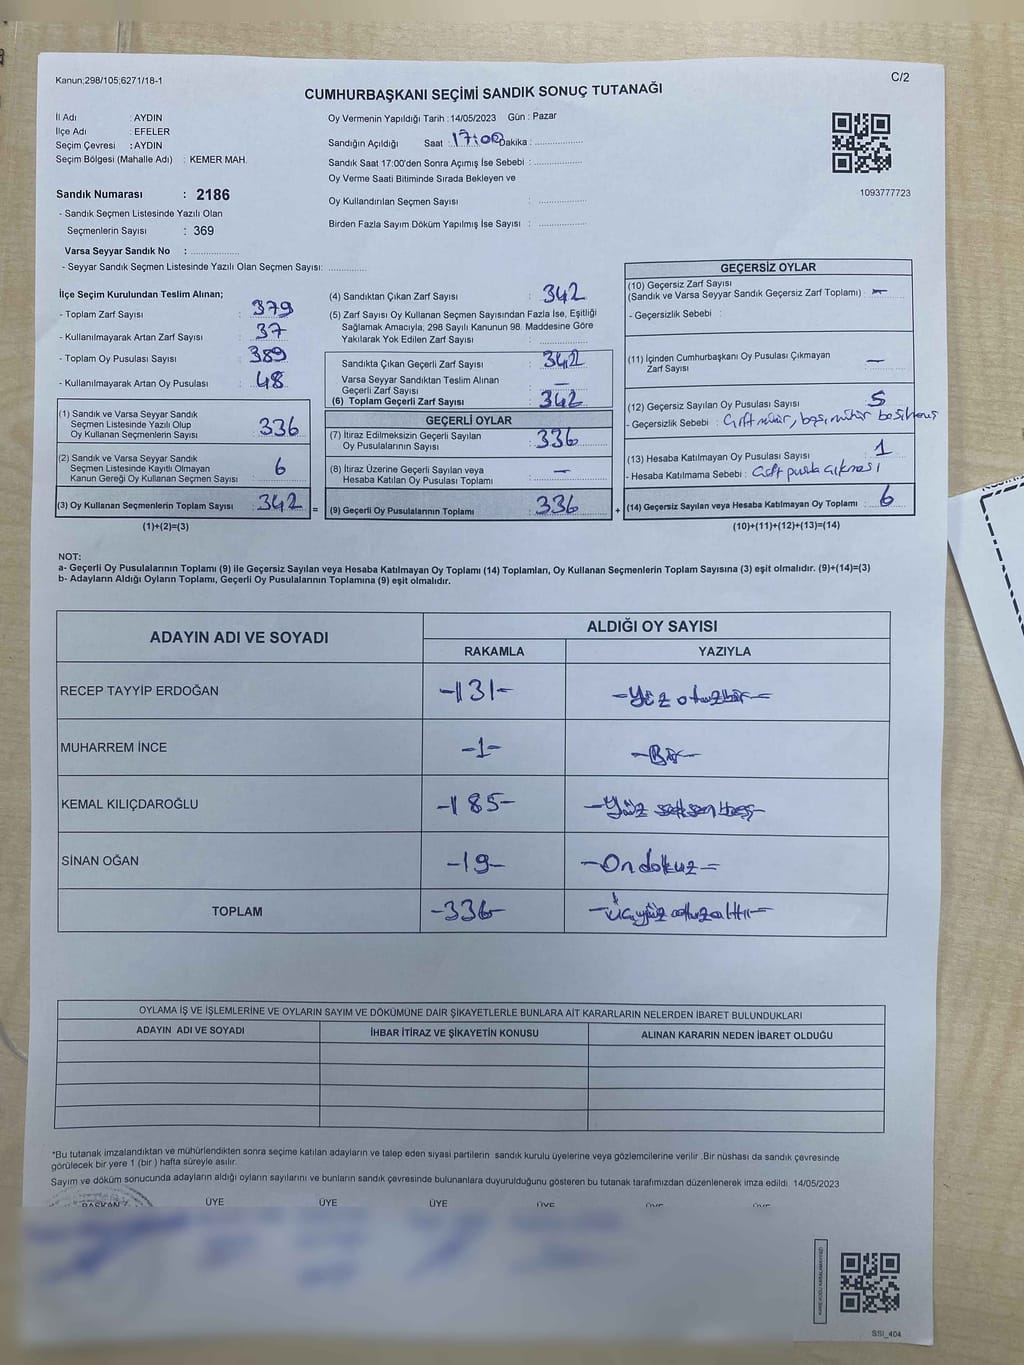 Kanun;298/105;6271/18-1
C/2
CUMHURBAŞKANI SEÇİMİ SANDIK SONUÇ TUTANAĞI
İl Adı : AYDIN
İlçe Adı : EFELER
Seçim Çevresi : AYDIN
Seçim Bölgesi (Mahalle Adı) : KEMER MAH.
Sandık Numarası : 2186
- Sandık Seçmen Listesinde Yazılı Olan
Seçmenlerin Sayısı : 369
Varsa Seyyar Sandık No : ....................
- Seyyar Sandık Seçmen Listesinde Yazılı Olan Seçmen Sayısı: ................
Oy Vermenin Yapıldığı Tarih : 14/05/2023 Gün : Pazar
Sandığın Açıldığı Saat : 17:00 Dakika : ................
Sandık Saat 17:00'den Sonra Açımış İse Sebebi : ................
Oy Verme Saati Bitiminde Sırada Bekleyen ve
Oy Kullandırılan Seçmen Sayısı : ................
Birden Fazla Sayım Döküm Yapılmış İse Sayısı : ................
1093777723
İlçe Seçim Kurulundan Teslim Alınan;
- Toplam Zarf Sayısı : 379
- Kullanılmayarak Artan Zarf Sayısı : 37
- Toplam Oy Pusulası Sayısı : 389
- Kullanılmayarak Artan Oy Pusulası : 48
(1) Sandık ve Varsa Seyyar Sandık
Seçmen Listesinde Yazılı Olup
Oy Kullanan Seçmenlerin Sayısı : 336
(2) Sandık ve Varsa Seyyar Sandık
Seçmen Listesinde Kayıtlı Olmayan
Kanun Gereği Oy Kullanan Seçmen Sayısı : 6
(3) Oy Kullanan Seçmenlerin Toplam Sayısı : 342 =
(1)+(2)=(3)
(4) Sandıktan Çıkan Zarf Sayısı : 342
(5) Zarf Sayısı Oy Kullanan Seçmen Sayısından Fazla İse, Eşitliği
Sağlamak Amacıyla, 298 Sayılı Kanunun 98. Maddesine Göre
Yakılarak Yok Edilen Zarf Sayısı : ................
Sandıkta Çıkan Geçerli Zarf Sayısı : 342
Varsa Seyyar Sandıktan Teslim Alınan
Geçerli Zarf Sayısı : —
(6) Toplam Geçerli Zarf Sayısı : 342
GEÇERLİ OYLAR
(7) İtiraz Edilmeksizin Geçerli Sayılan
Oy Pusulasının Sayısı : 336
(8) İtiraz Üzerine Geçerli Sayılan veya
Hesaba Katılan Oy Pusulası Toplamı : —
(9) Geçerli Oy Pusulalarının Toplamı : 336 +
GEÇERSİZ OYLAR
(10) Geçersiz Zarf Sayısı
(Sandık ve Varsa Seyyar Sandık Geçersiz Zarf Toplamı) : —
- Geçersizlik Sebebi :
(11) İçinden Cumhurbaşkanı Oy Pusulası Çıkmayan
Zarf Sayısı : —
(12) Geçersiz Sayılan Oy Pusulası Sayısı : 5
- Geçersizlik Sebebi : Çift mühür,
(13) Hesaba Katılmayan Oy Pusulası Sayısı : 1
- Hesaba Katılmama Sebebi : Çift pusula çıkması
(14) Geçersiz Sayılan veya Hesaba Katılmayan Oy Toplamı : 6
(10)+(11)+(12)+(13)=(14)
NOT:
a- Geçerli Oy Pusulalarının Toplamı (9) ile Geçersiz Sayılan veya Hesaba Katılmayan Oy Toplamı (14) Toplamları, Oy Kullanan Seçmenlerin Toplam Sayısına (3) eşit olmalıdır. (9)+(14)=(3)
b- Adayların Aldığı Oyların Toplamı, Geçerli Oy Pusulalarının Toplamına (9) eşit olmalıdır.
ADAYIN ADI VE SOYADI
ALDIĞI OY SAYISI
RAKAMLA YAZIYLA
RECEP TAYYİP ERDOĞAN -131- -Yüz otuzbir-
MUHARREM İNCE -1- -Bir-
KEMAL KILIÇDAROĞLU -185- -Yüz seksen beş-
SİNAN OĞAN -19- -On dokuz-
TOPLAM -336- -Üçyüz otuzaltı-
OYLAMA İŞ VE İŞLEMLERİNE VE OYLARIN SAYIM VE DÖKÜMÜNE DAİR ŞİKAYETLERLE BUNLARA AİT KARARLARIN NELERDEN İBARET BULUNDUKLARI
ADAYIN ADI VE SOYADI İHBAR İTİRAZ VE ŞİKAYETİN KONUSU ALINAN KARARIN NEDEN İBARET OLDUĞU
*Bu tutanak imzalandıktan ve mühürlendikten sonra seçime katılan adayların ve talep eden siyasi partilerin sandık kurulu üyelerine veya gözlemcilerine verilir .Bir nüshası da sandık çevresinde
görülecek bir yere 1 (bir ) hafta süreyle asılır.
Sayım ve döküm sonucunda adayların aldığı oyların sayılarını ve bunların sandık çevresinde bulunanlara duyurulduğunu gösteren bu tutanak tarafımızdan düzenlenerek imza edildi. 14/05/2023
BAŞKAN ÜYE ÜYE ÜYE ÜYE ÜYE ÜYE
SSI_404